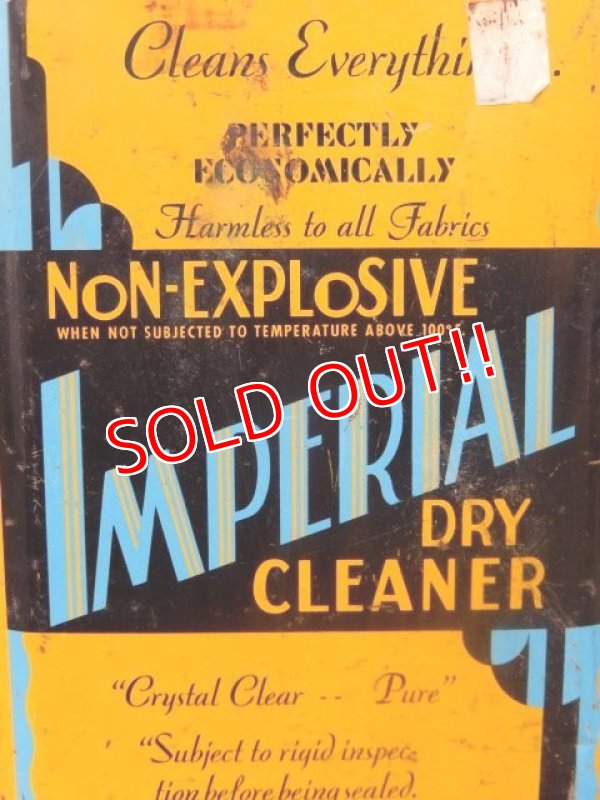 Cleans
PERFECTLY
ECONOMICALLY
Harmless to all Fabrics
NON-EXPLOSIVE
WHEN NOT SUBJECTED TO TEMPERATURE ABOVE 100°F.
SOLD OUT!!
IMPERIAL
DRY
CLEANER
"Crystal Clear -- Pure"
"Subject to rigid inspec-
tion before being sealed.